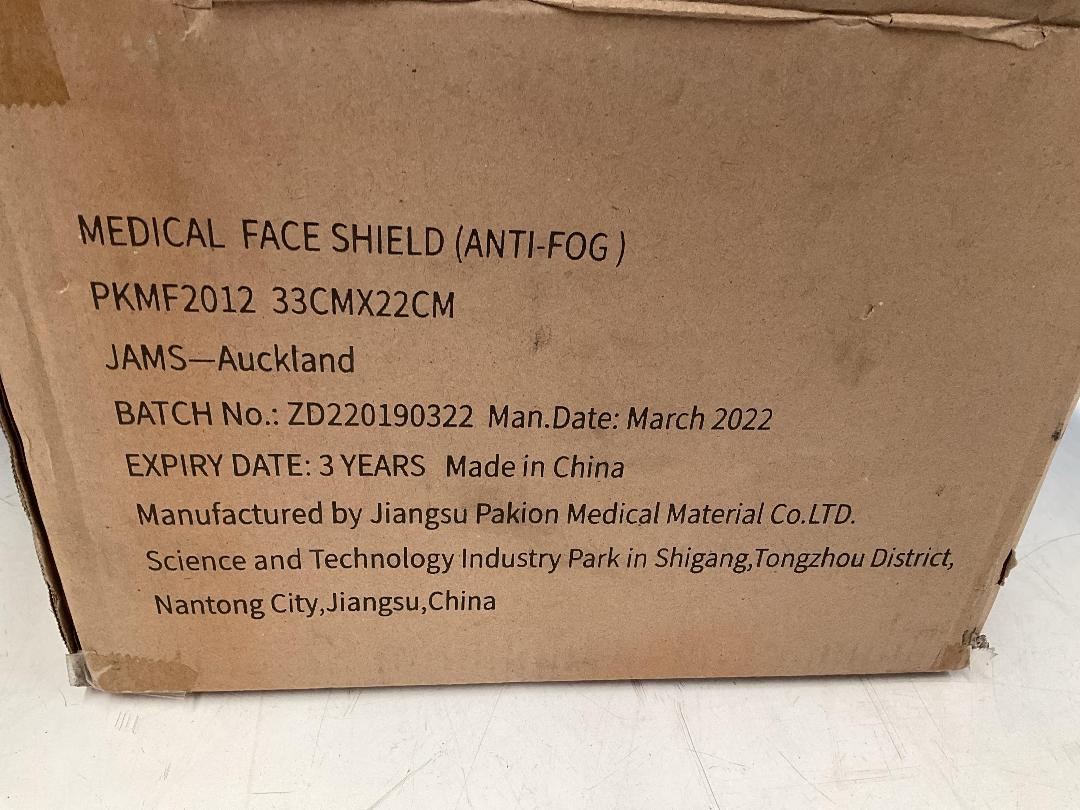 MEDICAL FACE SHIELD (ANTI-FOG )
PKMF2012 33CMX22CM
JAMS—Auckland
BATCH No.: ZD220190322 Man.Date: March 2022
EXPIRY DATE: 3 YEARS Made in China
Manufactured by Jiangsu Pakion Medical Material Co.LTD.
Science and Technology Industry Park in Shigang,Tongzhou District,
Nantong City,Jiangsu,China